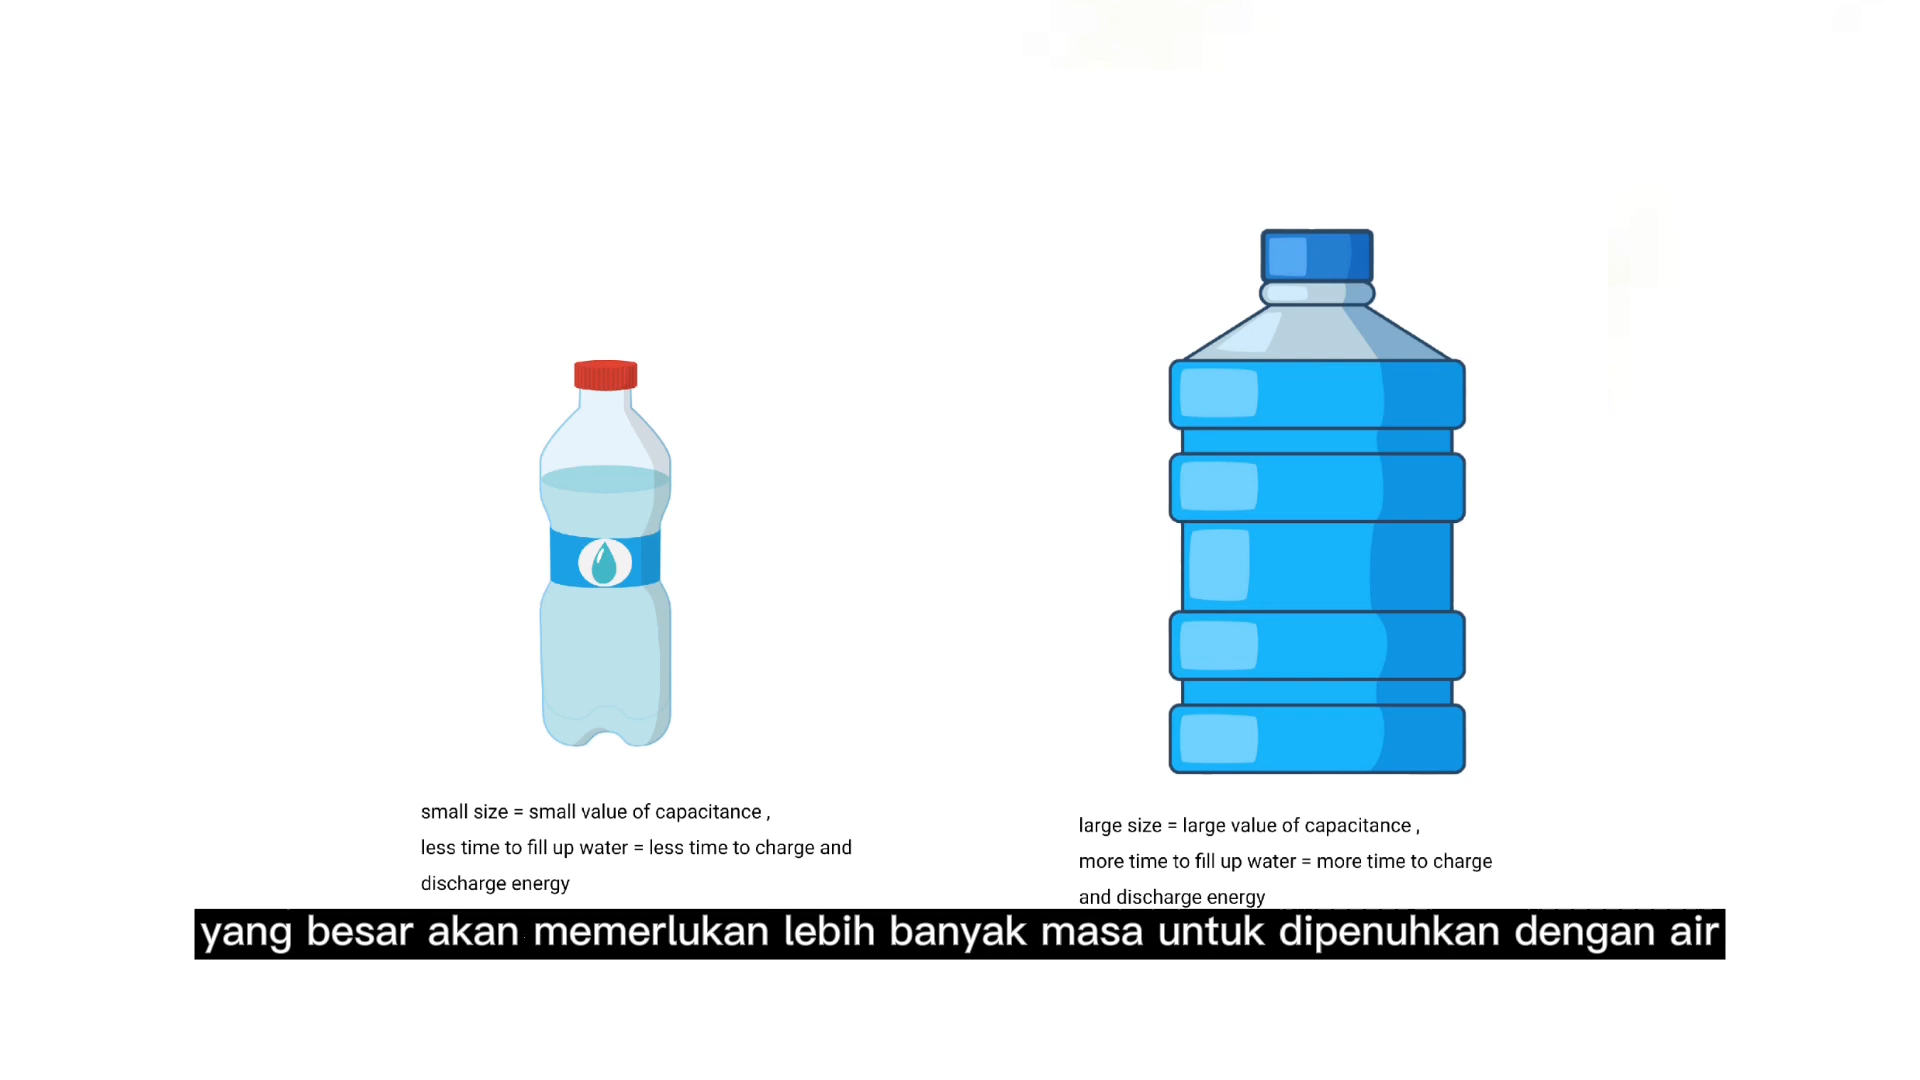 small size = small value of capacitance ,
less time to fill up water = less time to charge and
discharge energy
large size = large value of capacitance ,
more time to fill up water = more time to charge
and discharge energy
yang besar akan memerlukan lebih banyak masa untuk dipenuhkan dengan air